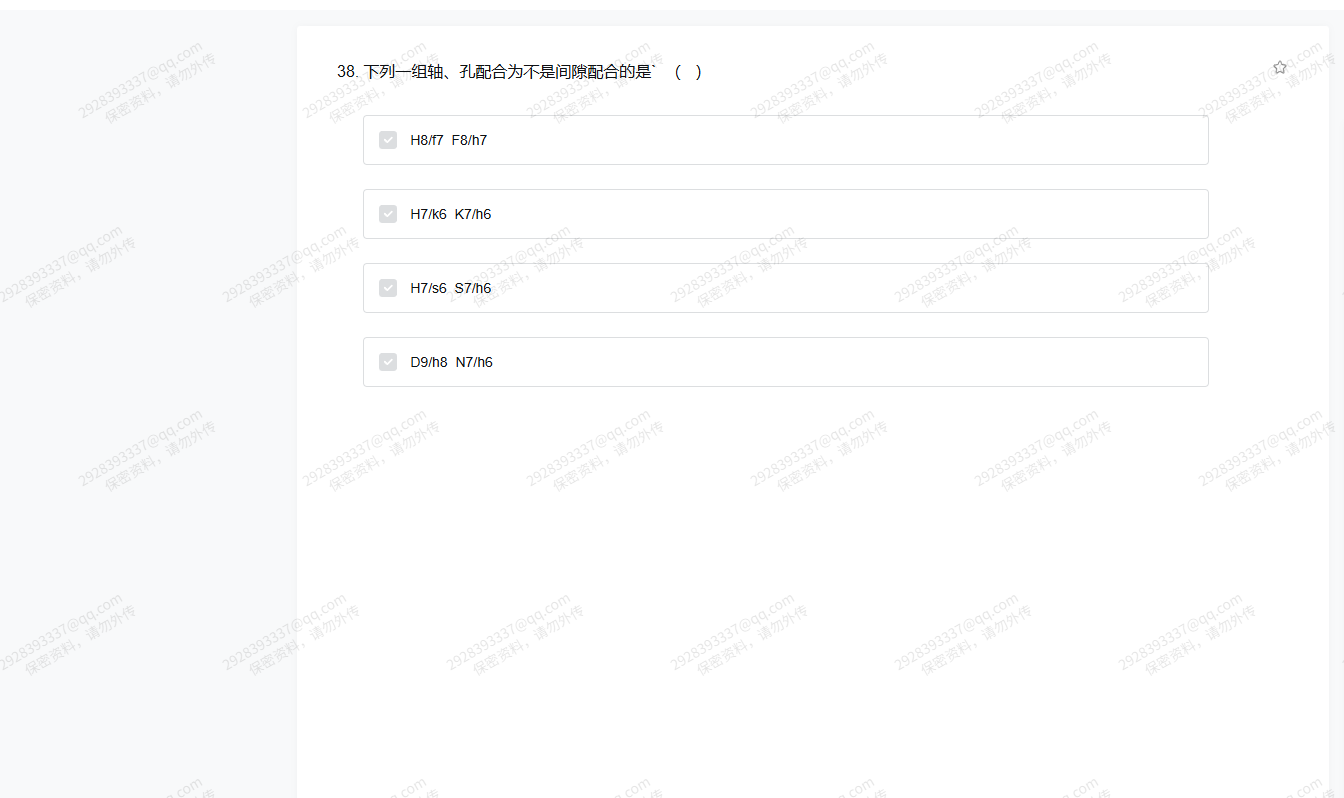 38. 下列一组轴、孔配合为不是间隙配合的是` （ ）
H8/f7 F8/h7
H7/k6 K7/h6
H7/s6 S7/h6
D9/h8 N7/h6
2928393337@qq.com
保密资料，请勿外传